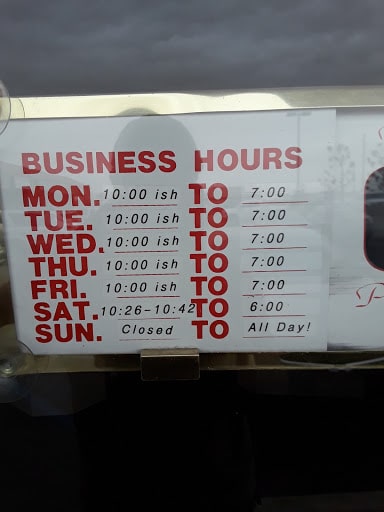 BUSINESS HOURS
MON. 10:00 ish TO 7:00
TUE. 10:00 ish TO 7:00
WED. 10:00 ish TO 7:00
THU. 10:00 ish TO 7:00
FRI. 10:00 ish TO 7:00
SAT. 10:26-10:42 TO 6:00
SUN. Closed TO All Day!